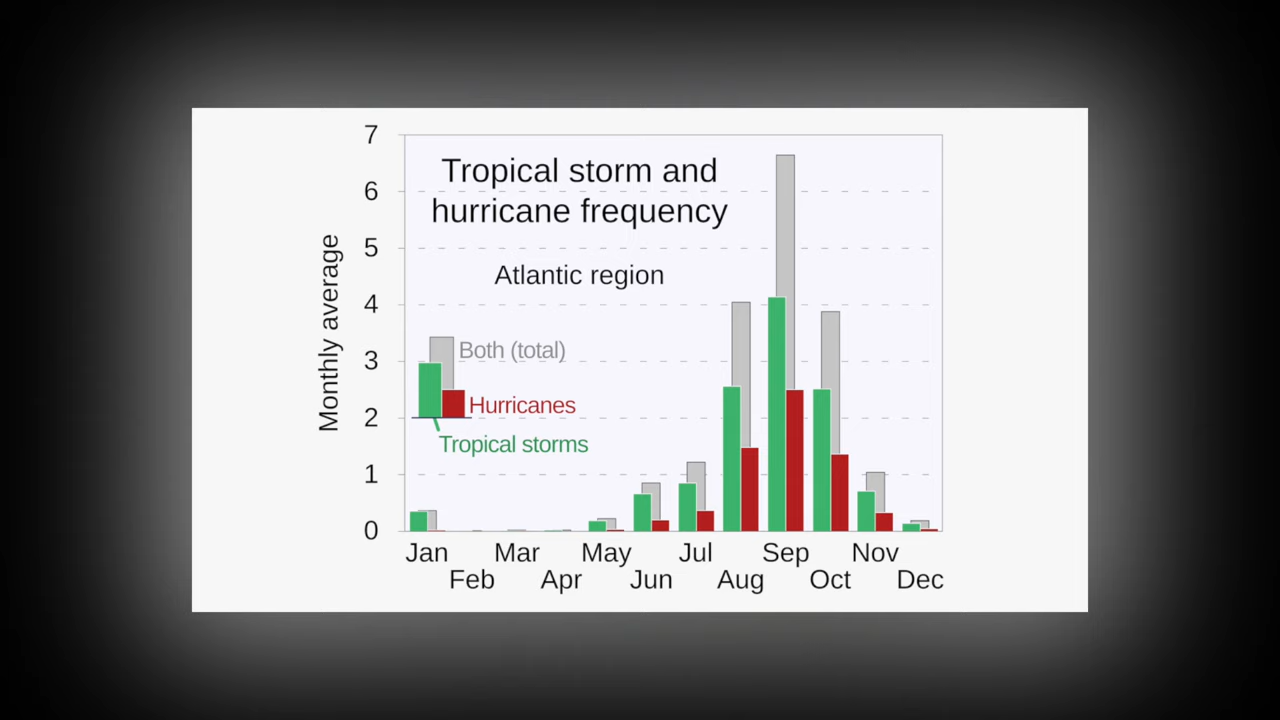 Tropical storm and
hurricane frequency
Atlantic region
Monthly average
7
6
5
4
3
2
1
0
Both (total)
Hurricanes
Tropical storms
Jan
Feb
Mar
Apr
May
Jun
Jul
Aug
Sep
Oct
Nov
Dec